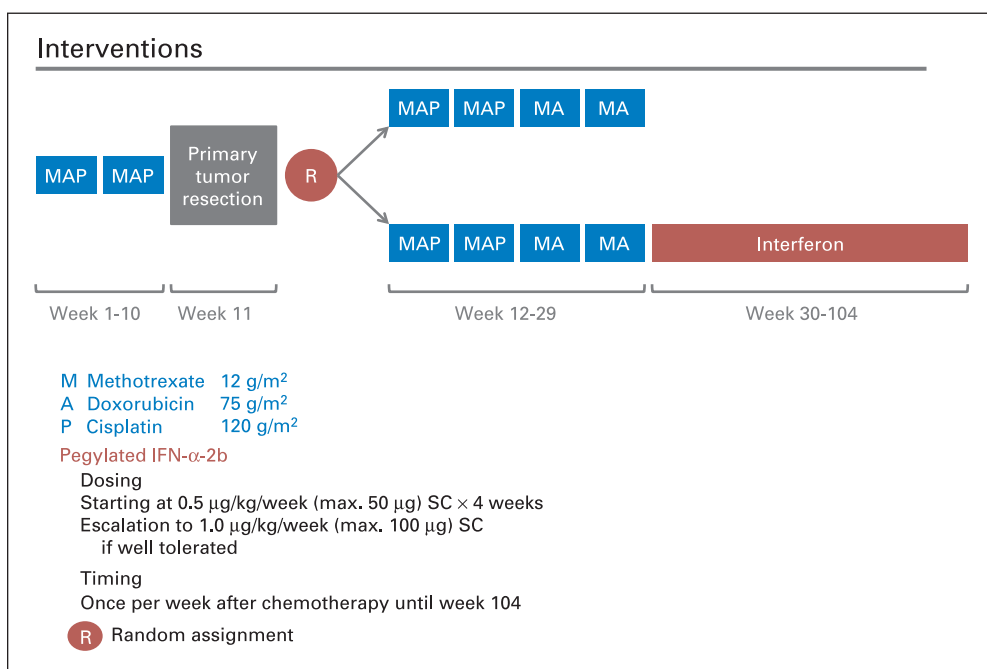 Interventions
MAP MAP MA MA
MAP MAP
Primary
tumor
resection
R
MAP MAP MA MA Interferon
Week 1-10 Week 11 Week 12-29 Week 30-104
M Methotrexate 12 g/m²
A Doxorubicin 75 g/m²
P Cisplatin 120 g/m²
Pegylated IFN-α-2b
Dosing
Starting at 0.5 μg/kg/week (max. 50 μg) SC × 4 weeks
Escalation to 1.0 μg/kg/week (max. 100 μg) SC
if well tolerated
Timing
Once per week after chemotherapy until week 104
R Random assignment